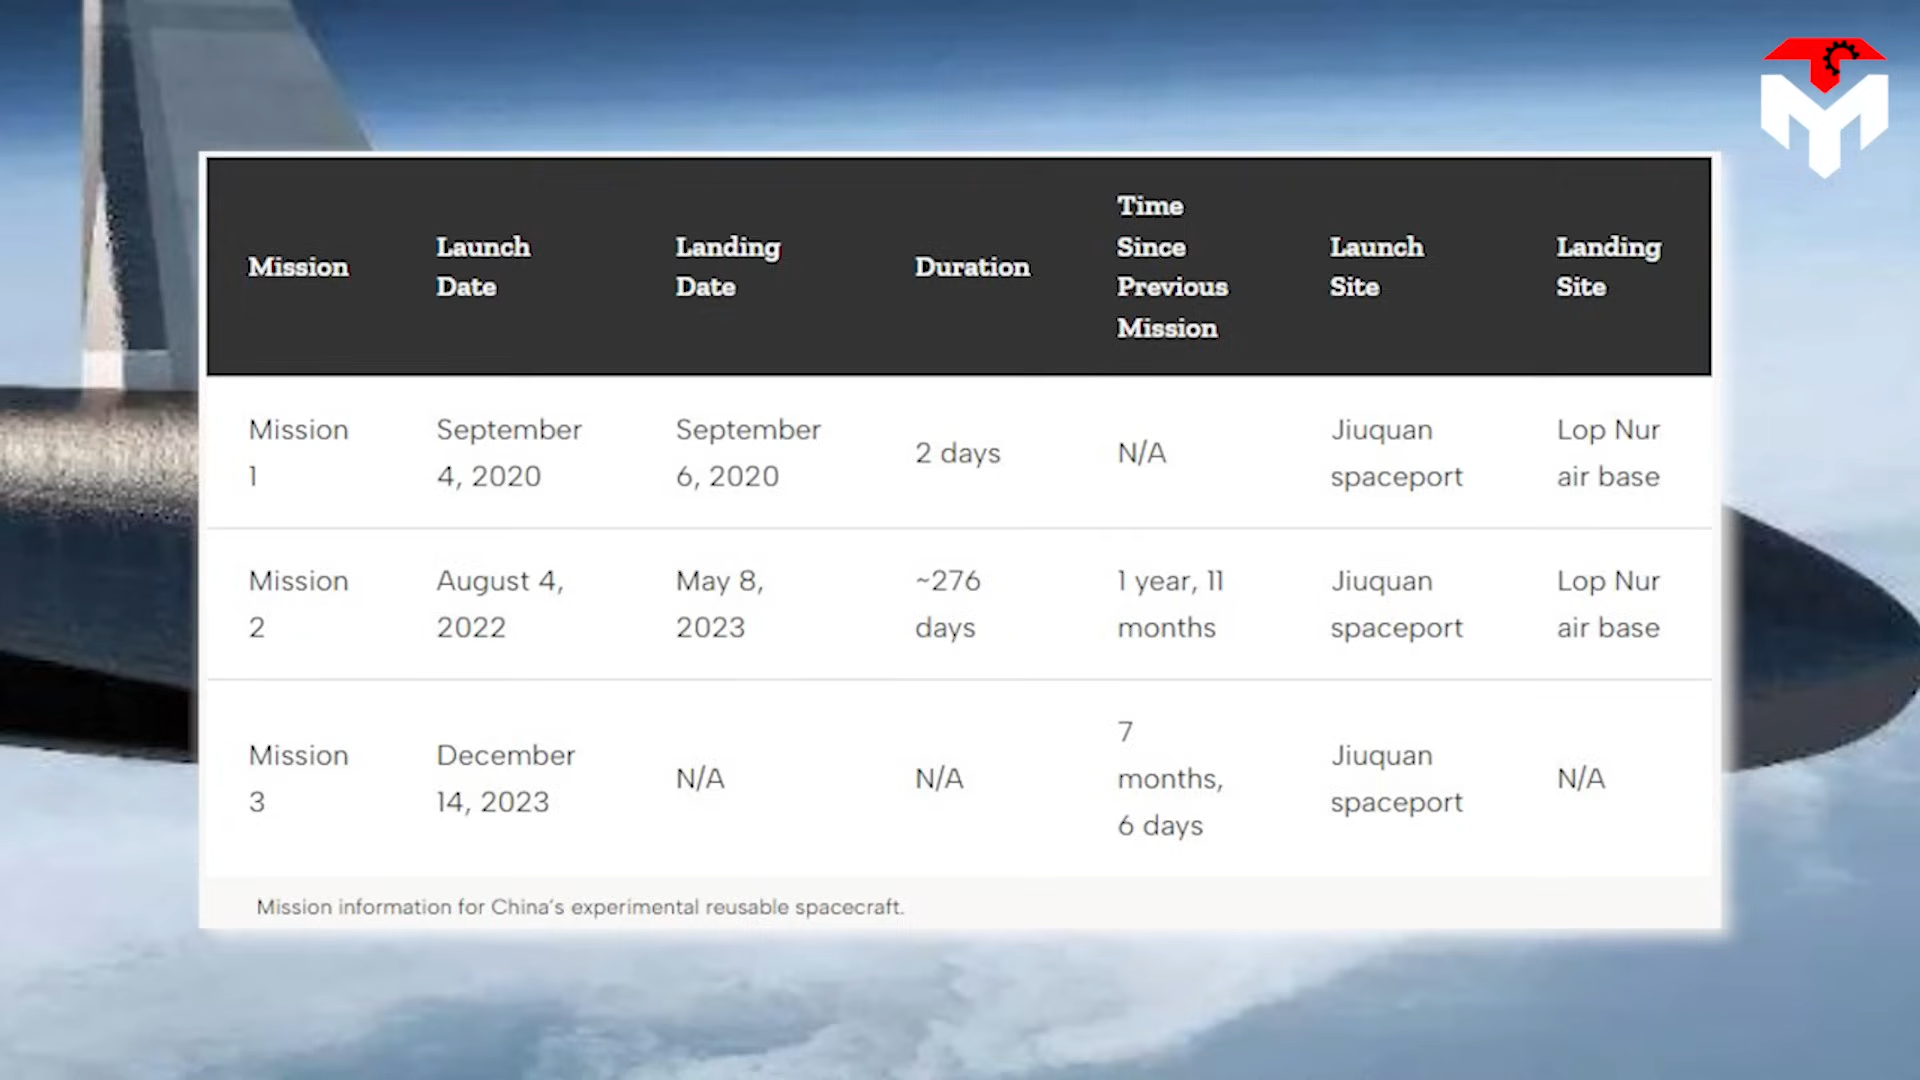 Mission
Launch
Date
Landing
Date
Duration
Time
Since
Previous
Mission
Launch
Site
Landing
Site
Mission
1
September
4, 2020
September
6, 2020
2 days
N/A
Jiuquan
spaceport
Lop Nur
air base
Mission
2
August 4,
2022
May 8,
2023
~276
days
1 year, 11
months
Jiuquan
spaceport
Lop Nur
air base
Mission
3
December
14, 2023
N/A
N/A
7
months,
6 days
Jiuquan
spaceport
N/A
Mission information for China's experimental reusable spacecraft.